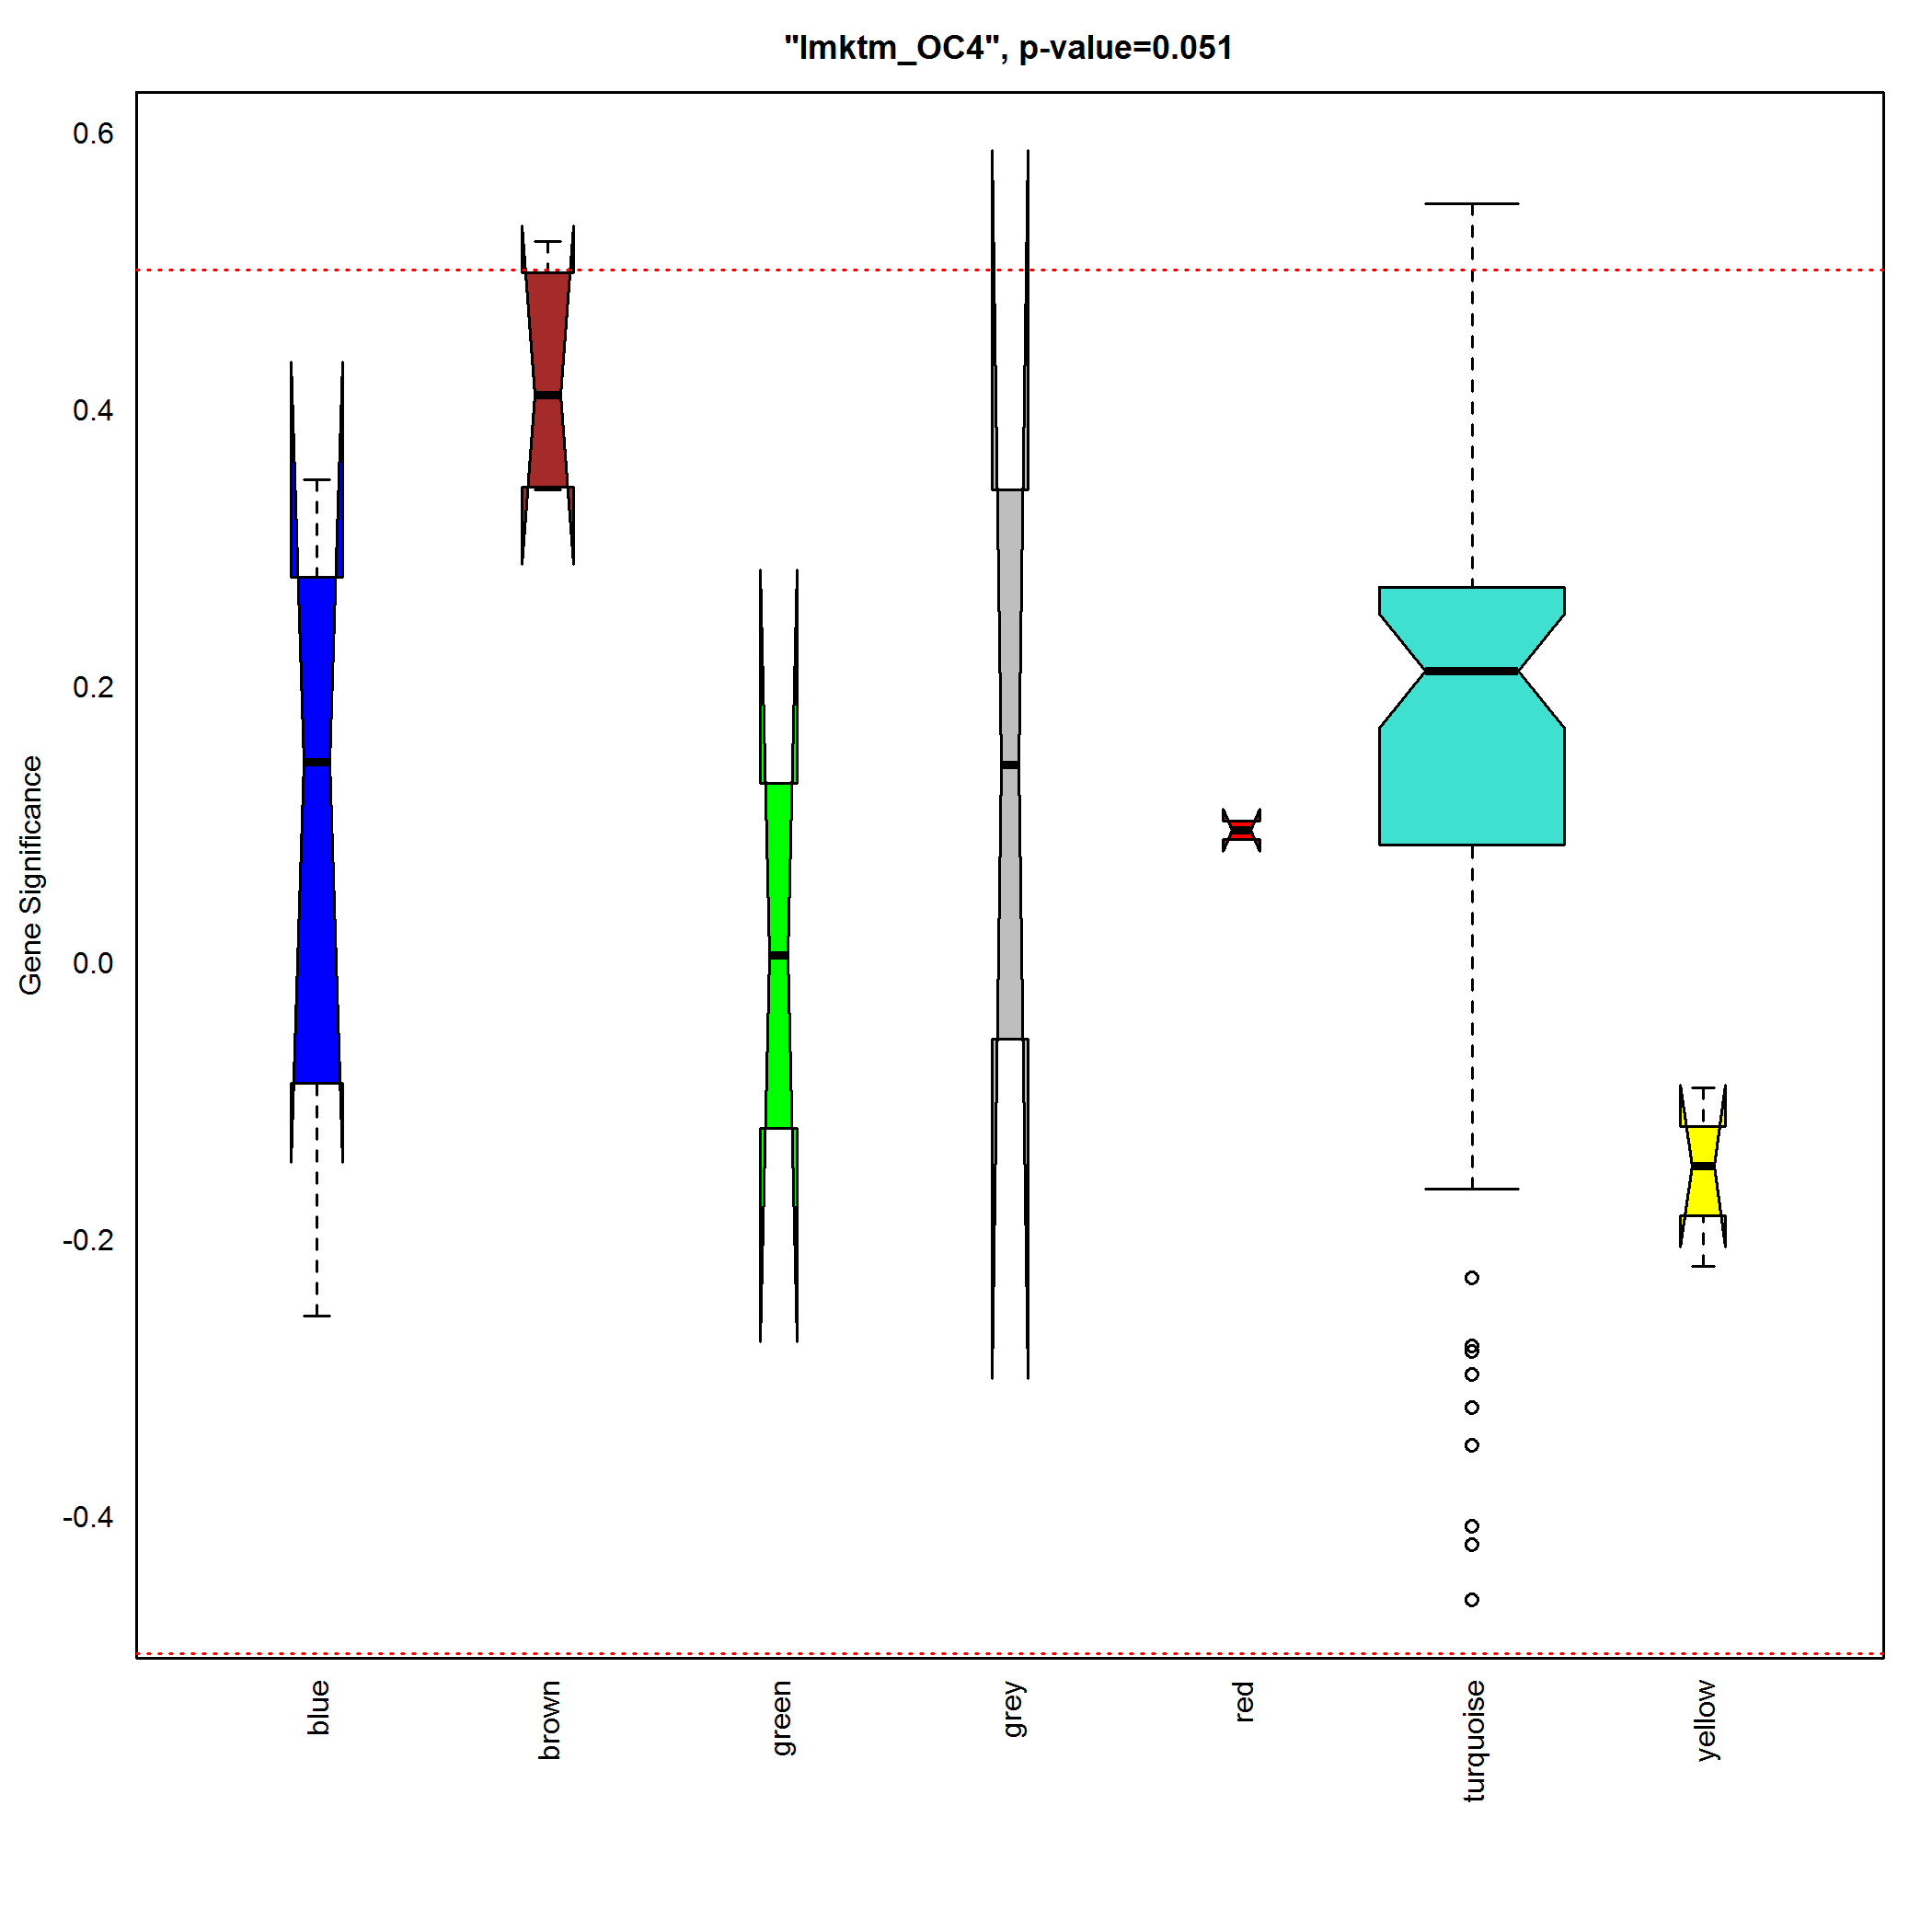 "lmktm_OC4", p-value=0.051
Gene Significance
0.6
0.4
0.2
0.0
-0.2
-0.4
blue
brown
green
grey
red
turquoise
yellow